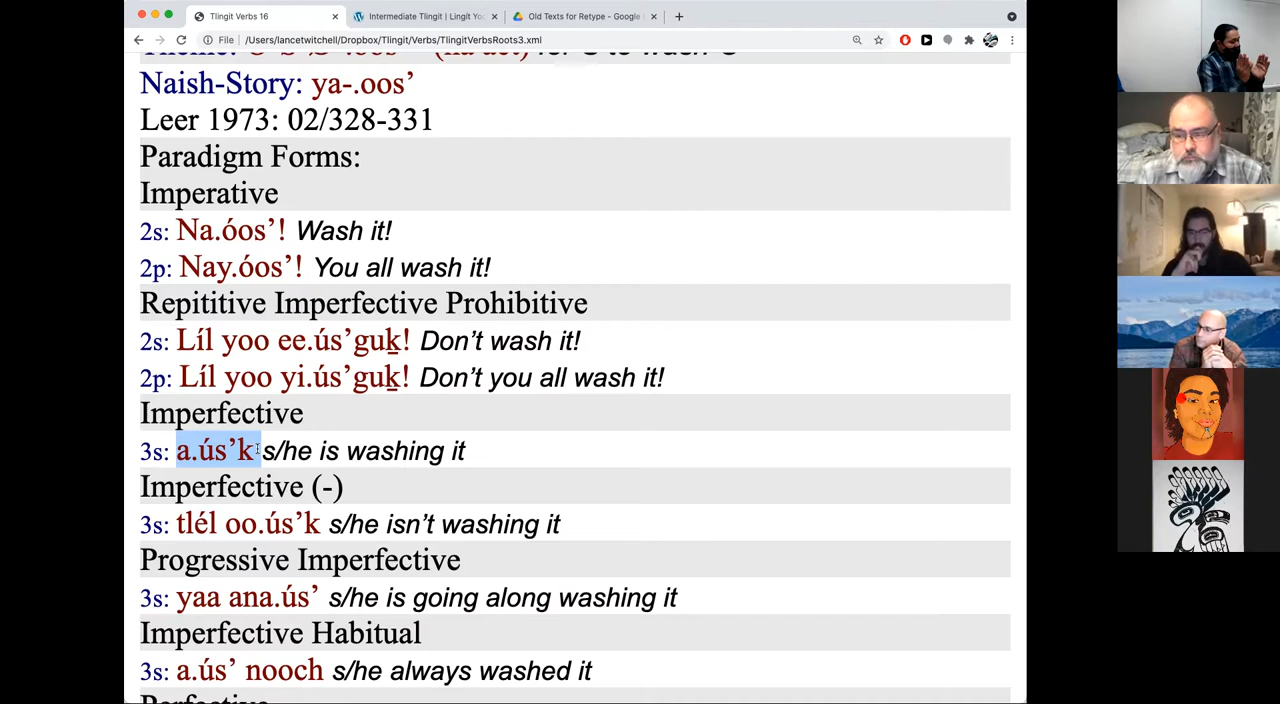 Tlingit Verbs 16
Intermediate Tlingit | Lingít Yoo
Old Texts for Retype - Google
File | /Users/lancetwitchell/Dropbox/Tlingit/Verbs/TlingitVerbsRoots3.xml
Naish-Story: ya-.oos’
Leer 1973: 02/328-331
Paradigm Forms:
Imperative
2s: Na.óos’! Wash it!
2p: Nay.óos’! You all wash it!
Repititive Imperfective Prohibitive
2s: Líl yoo ee.ús’guḵ! Don’t wash it!
2p: Líl yoo yi.ús’guḵ! Don’t you all wash it!
Imperfective
3s: a.ús’k s/he is washing it
Imperfective (-)
3s: tlél oo.ús’k s/he isn’t washing it
Progressive Imperfective
3s: yaa ana.ús’ s/he is going along washing it
Imperfective Habitual
3s: a.ús’ nooch s/he always washed it
Perfective